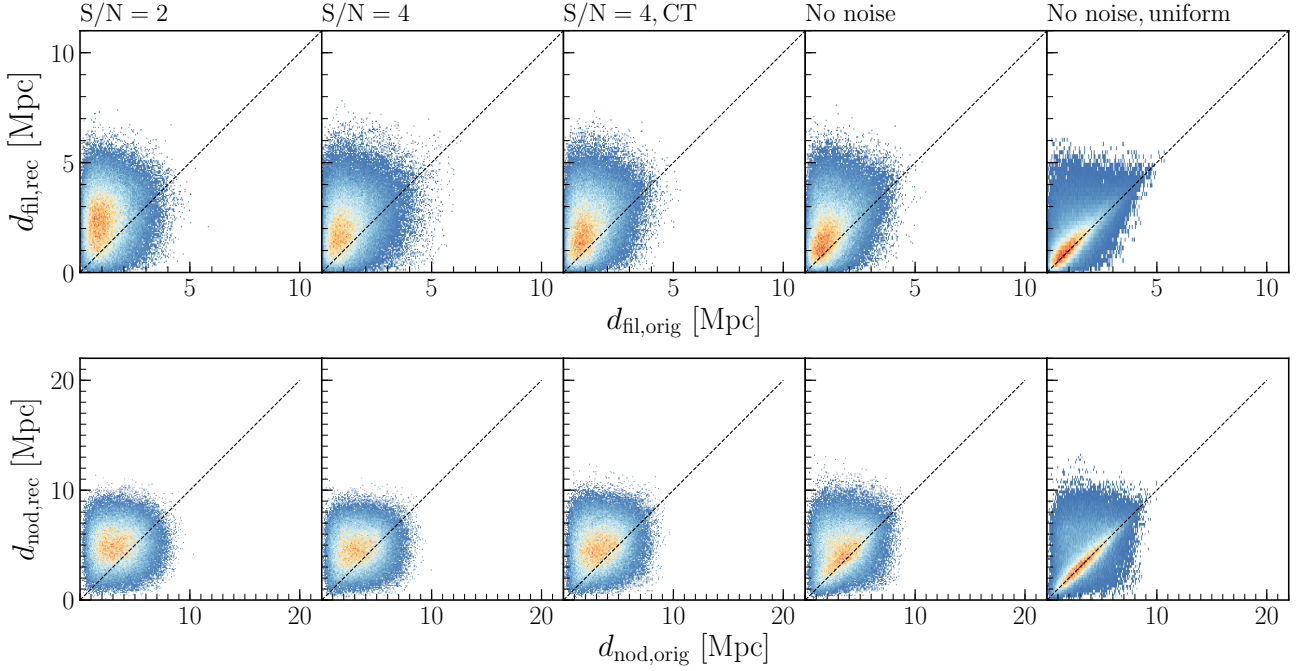 S/N = 2 S/N = 4 S/N = 4, CT No noise No noise, uniform
10
5
0
d_fil,rec [Mpc]
5 10 5 10 5 10 5 10 5 10
d_fil,orig [Mpc]
20
10
0
d_nod,rec [Mpc]
10 20 10 20 10 20 10 20 10 20
d_nod,orig [Mpc]